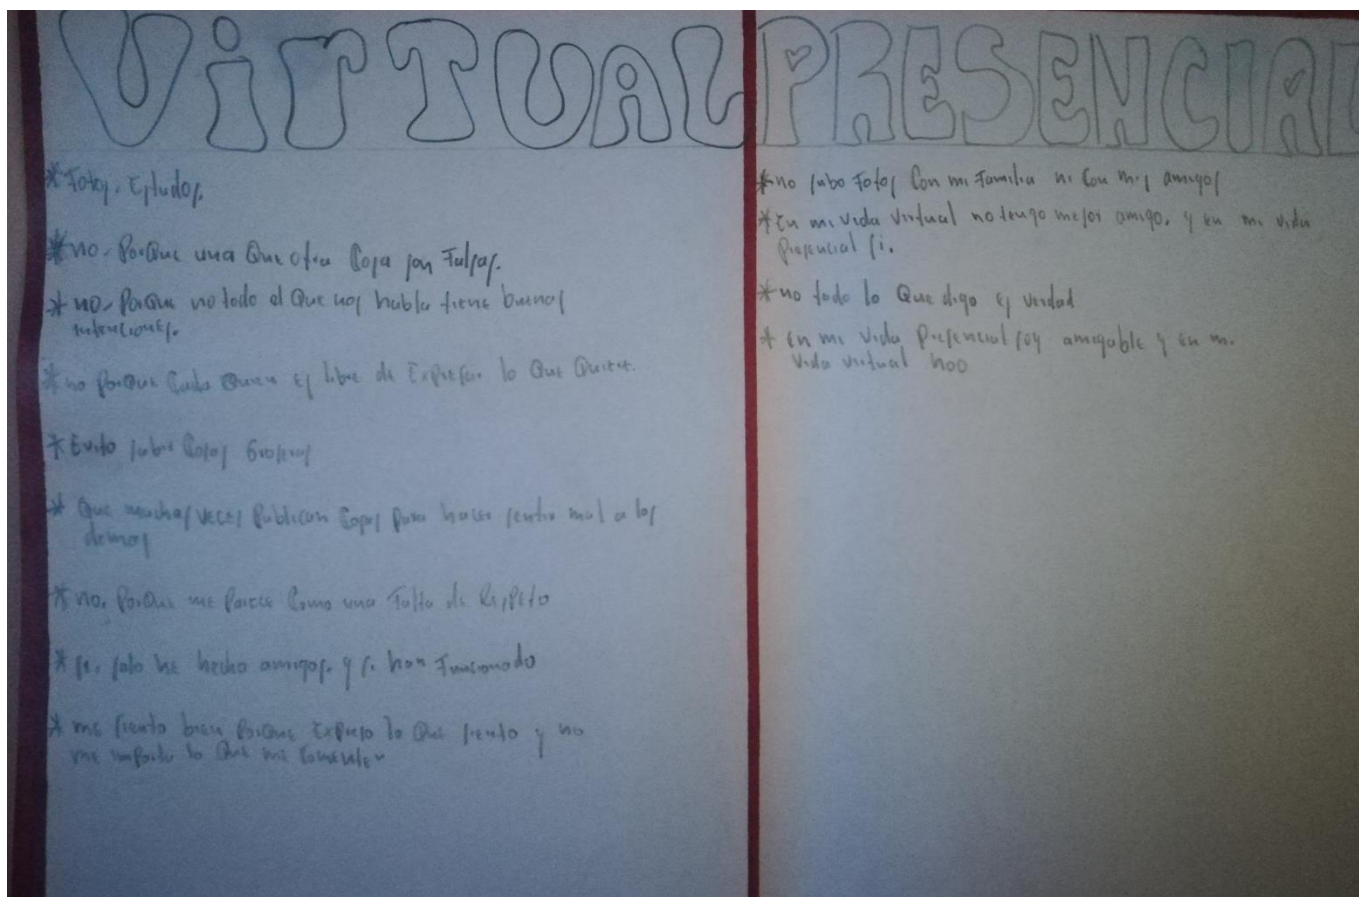 VirTUAL
* Fotos, Estados.
* no. PorQue una Que otra Cosa son Falsas.
* no. PorQue no todo el Que nos habla tiene buenas
intenciones.
* no PorQue Cada Quien es libre de Expresar lo Que Quiere.
* Evito subir Cosas
* Que muchas veces Publican Cosas para hacer sentir mal a los
demas
* no, PorQue me Parece Como una Falta de Respeto
* si, solo he hecho amigos. y si han Funcionado
* me siento bien PorQue Expreso lo Que siento y no
me importa lo Que me Comenten
PRESENCIAL
* no subo Fotos Con mi Familia ni Con mis amigos
* En mi vida virtual no tengo mejor amigo, y en mi vida
Presencial si.
* no todo lo Que digo es verdad
* En mi vida Presencial soy amigable y en mi
vida virtual noo